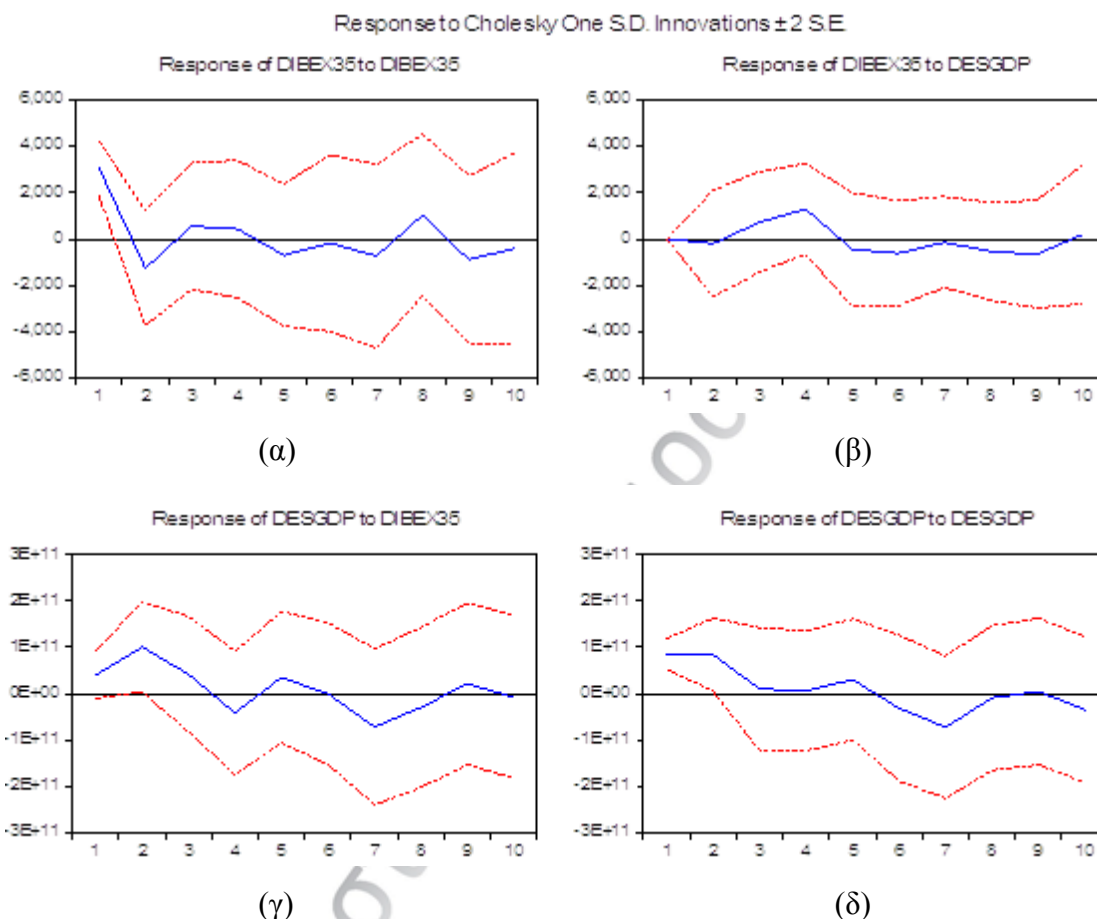 Response to Cholesky One S.D. Innovations ± 2 S.E.
Response of DIBEX35 to DIBEX35
6,000
4,000
2,000
0
-2,000
-4,000
-6,000
1 2 3 4 5 6 7 8 9 10
(α)
Response of DIBEX35 to DESGDP
6,000
4,000
2,000
0
-2,000
-4,000
-6,000
1 2 3 4 5 6 7 8 9 10
(β)
Response of DESGDP to DIBEX35
3E+11
2E+11
1E+11
0E+00
-1E+11
-2E+11
-3E+11
1 2 3 4 5 6 7 8 9 10
(γ)
Response of DESGDP to DESGDP
3E+11
2E+11
1E+11
0E+00
-1E+11
-2E+11
-3E+11
1 2 3 4 5 6 7 8 9 10
(δ)